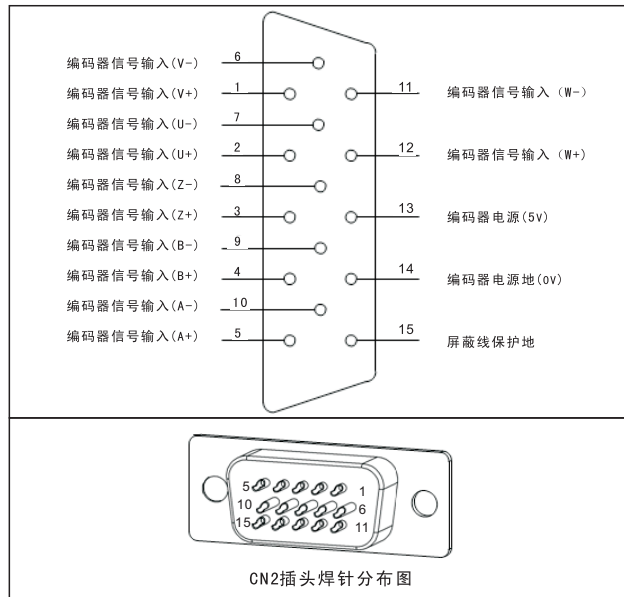 编码器信号输入(V-) 6
编码器信号输入(V+) 1 11 编码器信号输入（W-）
编码器信号输入(U-) 7
编码器信号输入(U+) 2 12 编码器信号输入（W+）
编码器信号输入(Z-) 8
编码器信号输入(Z+) 3 13 编码器电源(5V)
编码器信号输入(B-) 9
编码器信号输入(B+) 4 14 编码器电源地(0V)
编码器信号输入(A-) 10
编码器信号输入(A+) 5 15 屏蔽线保护地
5 1
10 6
15 11
CN2插头焊针分布图